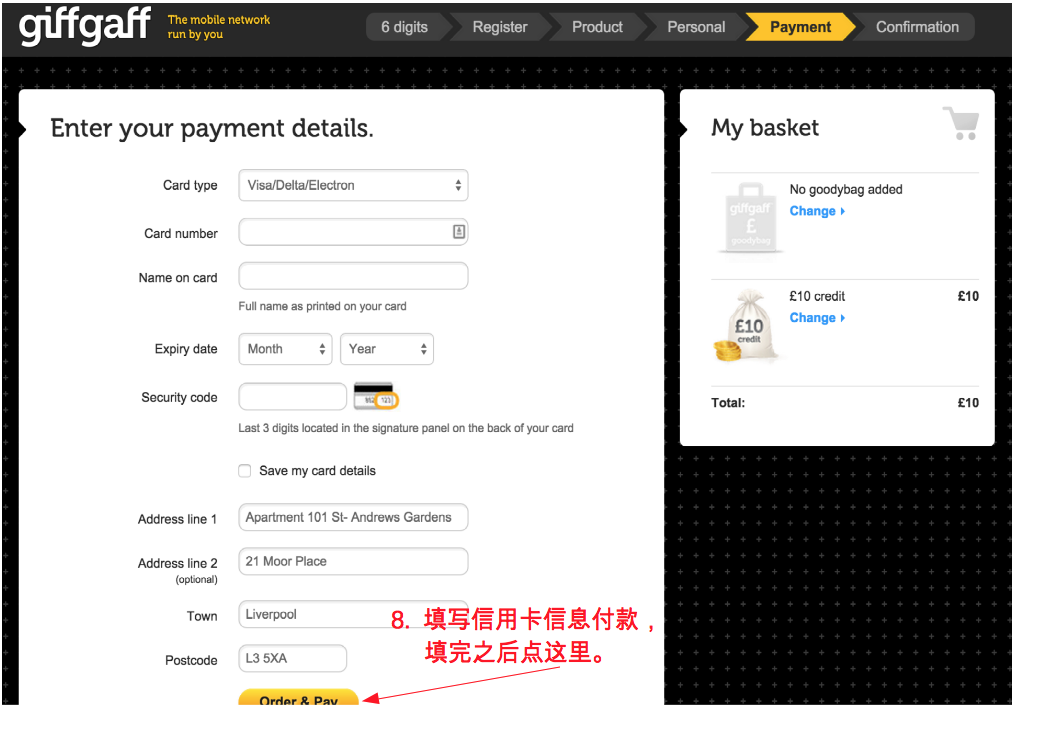 giffgaff
The mobile network
run by you
6 digits
Register
Product
Personal
Payment
Confirmation
Enter your payment details.
Card type
Visa/Delta/Electron
Card number
Name on card
Full name as printed on your card
Expiry date
Month
Year
Security code
123
Last 3 digits located in the signature panel on the back of your card
Save my card details
Address line 1
Apartment 101 St- Andrews Gardens
Address line 2
(optional)
21 Moor Place
Town
Liverpool
Postcode
L3 5XA
Order & Pay
8. 填写信用卡信息付款，
填完之后点这里。
My basket
giffgaff
£
goodybag
No goodybag added
Change
£10
credit
£10 credit
£10
Change
Total:
£10